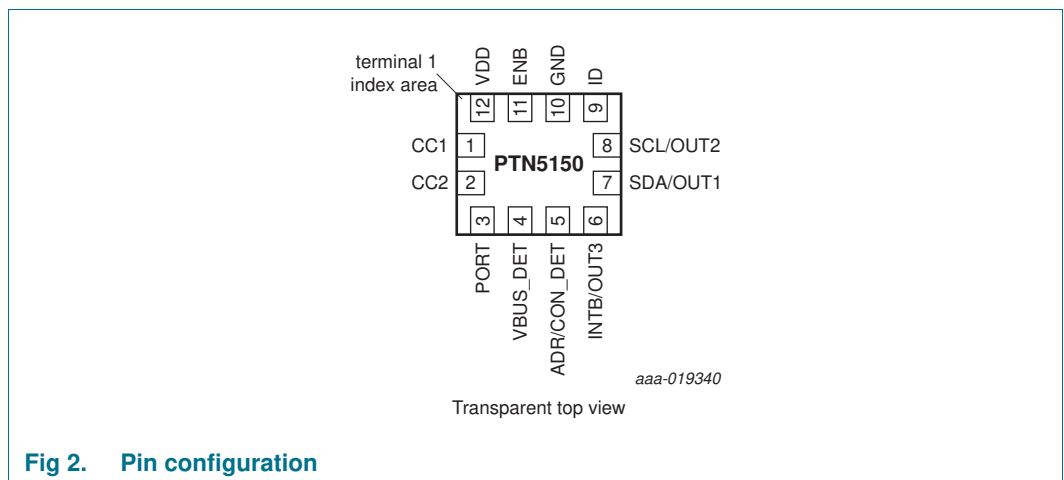 terminal 1
index area
VDD
ENB
GND
ID
12
11
10
9
CC1
1
8
SCL/OUT2
PTN5150
CC2
2
7
SDA/OUT1
3
4
5
6
PORT
VBUS_DET
ADR/CON_DET
INTB/OUT3
aaa-019340
Transparent top view
Fig 2. Pin configuration